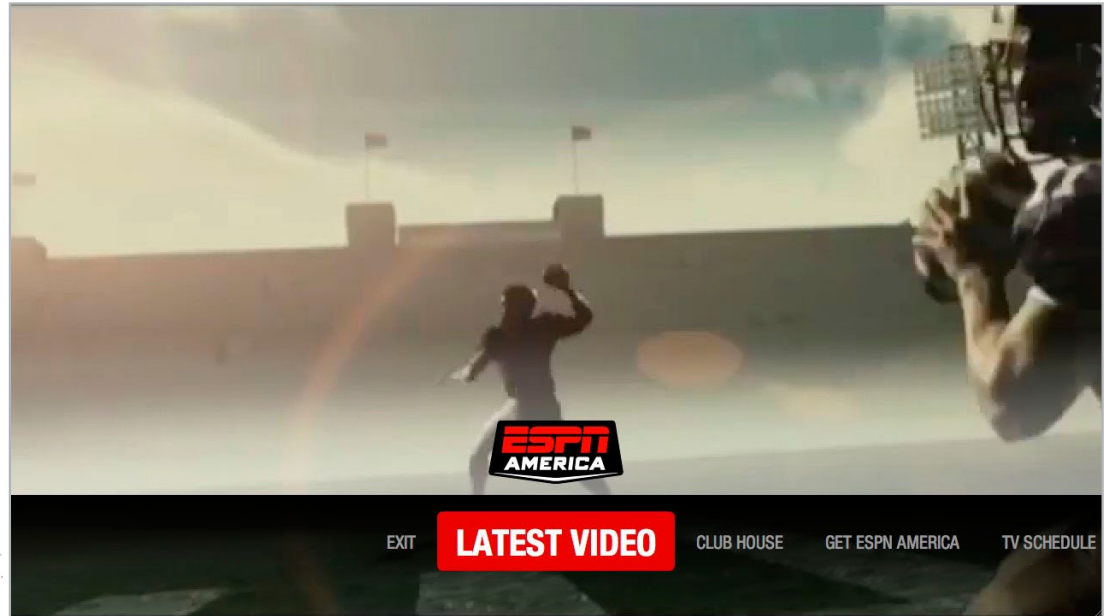 ESPN
AMERICA
EXIT LATEST VIDEO CLUB HOUSE GET ESPN AMERICA TV SCHEDULE